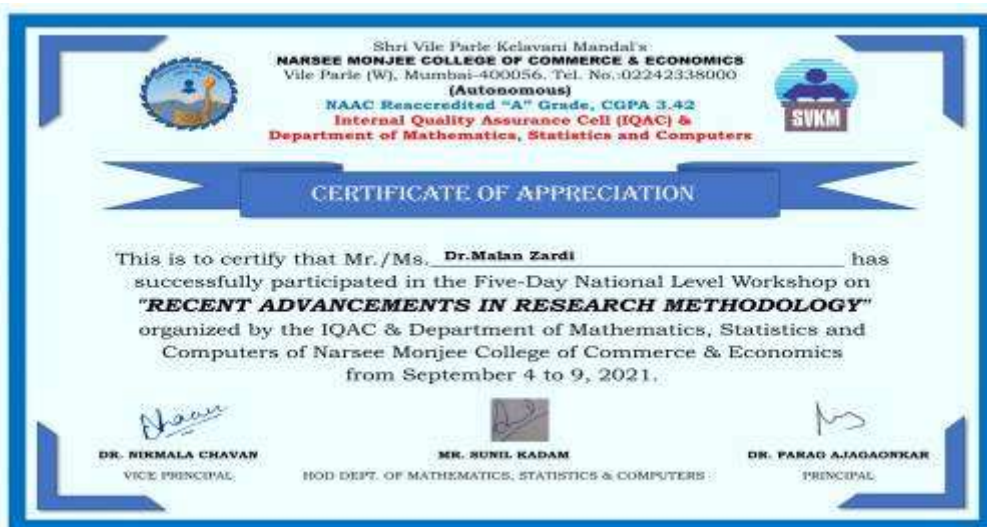 Shri Vile Parle Kelavani Mandal's
NARSEE MONJEE COLLEGE OF COMMERCE & ECONOMICS
Vile Parle (W), Mumbai-400056. Tel. No.:02242338000
(Autonomous)
NAAC Reaccredited "A" Grade, CGPA 3.42
Internal Quality Assurance Cell (IQAC) &
Department of Mathematics, Statistics and Computers
SVKM
CERTIFICATE OF APPRECIATION
This is to certify that Mr./Ms. Dr.Malan Zardi has
successfully participated in the Five-Day National Level Workshop on
"RECENT ADVANCEMENTS IN RESEARCH METHODOLOGY"
organized by the IQAC & Department of Mathematics, Statistics and
Computers of Narsee Monjee College of Commerce & Economics
from September 4 to 9, 2021.
DR. NIRMALA CHAVAN
VICE PRINCIPAL
MR. SUNIL KADAM
HOD DEPT. OF MATHEMATICS, STATISTICS & COMPUTERS
DR. PARAG AJAGAONKAR
PRINCIPAL